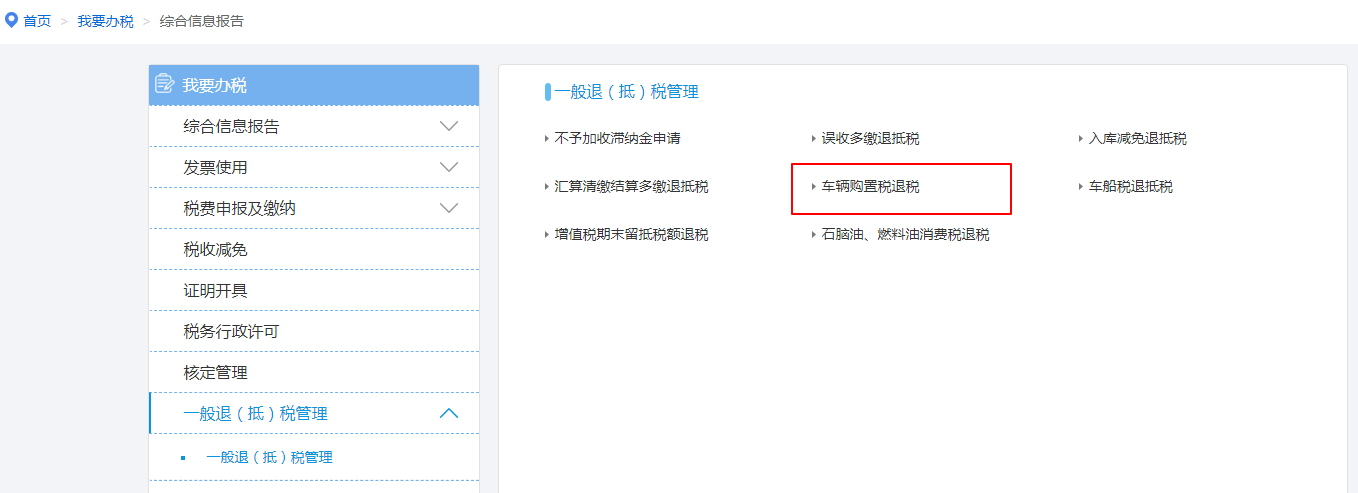 首页 > 我要办税 > 综合信息报告
我要办税
综合信息报告
发票使用
税费申报及缴纳
税收减免
证明开具
税务行政许可
核定管理
一般退（抵）税管理
一般退（抵）税管理
一般退（抵）税管理
不予加收滞纳金申请
误收多缴退抵税
入库减免退抵税
汇算清缴结算多缴退抵税
车辆购置税退税
车船税退抵税
增值税期末留抵税额退税
石脑油、燃料油消费税退税